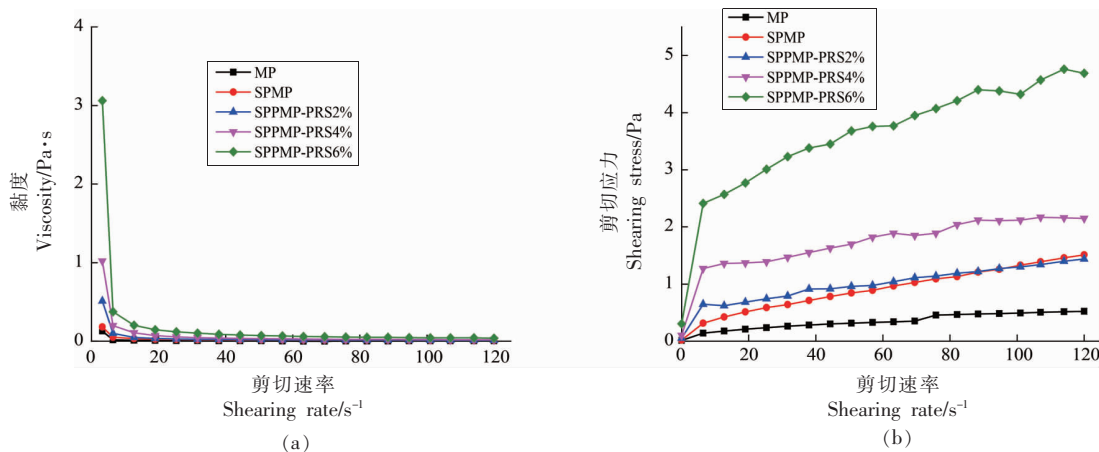 4
3
2
1
0
黏度
Viscosity/Pa·s
MP
SPMP
SPPMP-PRS2%
SPPMP-PRS4%
SPPMP-PRS6%
0 20 40 60 80 100 120
剪切速率
Shearing rate/s⁻¹
(a)
5
4
3
2
1
0
剪切应力
Shearing stress/Pa
MP
SPMP
SPPMP-PRS2%
SPPMP-PRS4%
SPPMP-PRS6%
0 20 40 60 80 100 120
剪切速率
Shearing rate/s⁻¹
(b)